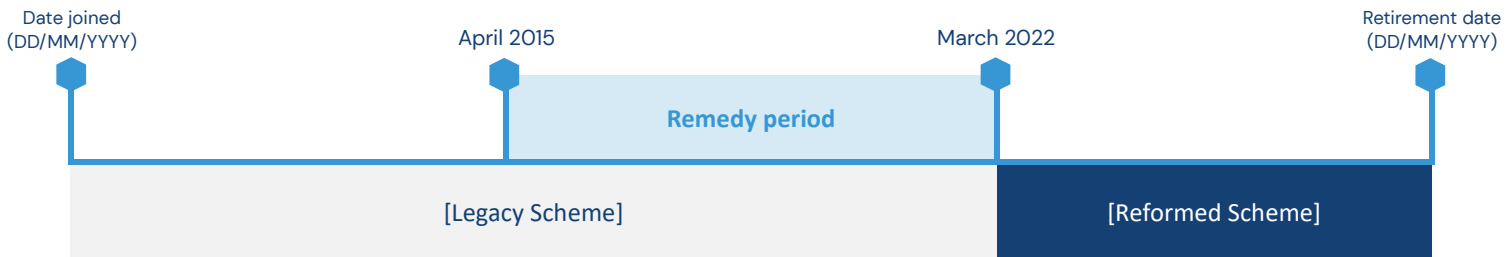 Date joined
(DD/MM/YYYY)
April 2015
March 2022
Retirement date
(DD/MM/YYYY)
Remedy period
[Legacy Scheme]
[Reformed Scheme]